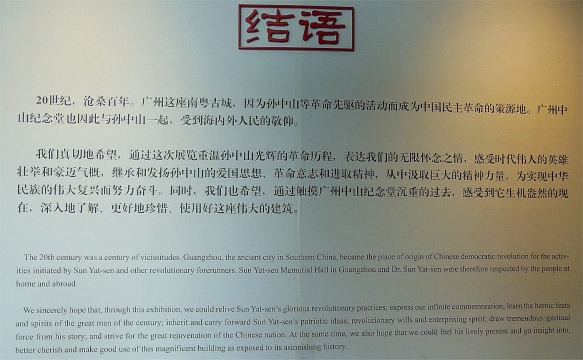 结语
20世纪，沧桑百年。广州这座南粤古城，因为孙中山等革命先驱的活动而成为中国民主革命的策源地。广州中
山纪念堂也因此与孙中山一起，受到海内外人民的敬仰。
我们真切地希望，通过这次展览重温孙中山光辉的革命历程，表达我们的无限怀念之情，感受时代伟人的英雄
壮举和豪迈气概，继承和发扬孙中山的爱国思想、革命意志和进取精神，从中汲取巨大的精神力量，为实现中华
民族的伟大复兴而努力奋斗。同时，我们也希望，通过触摸广州中山纪念堂沉重的过去，感受到它生机盎然的现
在，深入地了解、更好地珍惜、使用好这座伟大的建筑。
The 20th century was a century of vicissitudes. Guangzhou, the ancient city in Southern China, became the place of origin of Chinese democratic revolution for the activ-
ities initiated by Sun Yat-sen and other revolutionary forerunners. Sun Yat-sen Memorial Hall in Guangzhou and Dr. Sun Yat-sen were therefore respected by the people at
home and abroad.
We sincerely hope that, through this exhibition, we could relive Sun Yat-sen's glorious revolutionary practices; express our infinite commemoration; learn the heroic feats
and spirits of the great man of the century; inherit and carry forward Sun Yat-sen's patriotic ideas, revolutionary wills and enterprising spirit; draw tremendous spiritual
force from his story; and strive for the great rejuvenation of the Chinese nation. At the same time, we also hope that we could feel his lively present and go insight into,
better cherish and make good use of this magnificent building as exposed to its astonishing history.